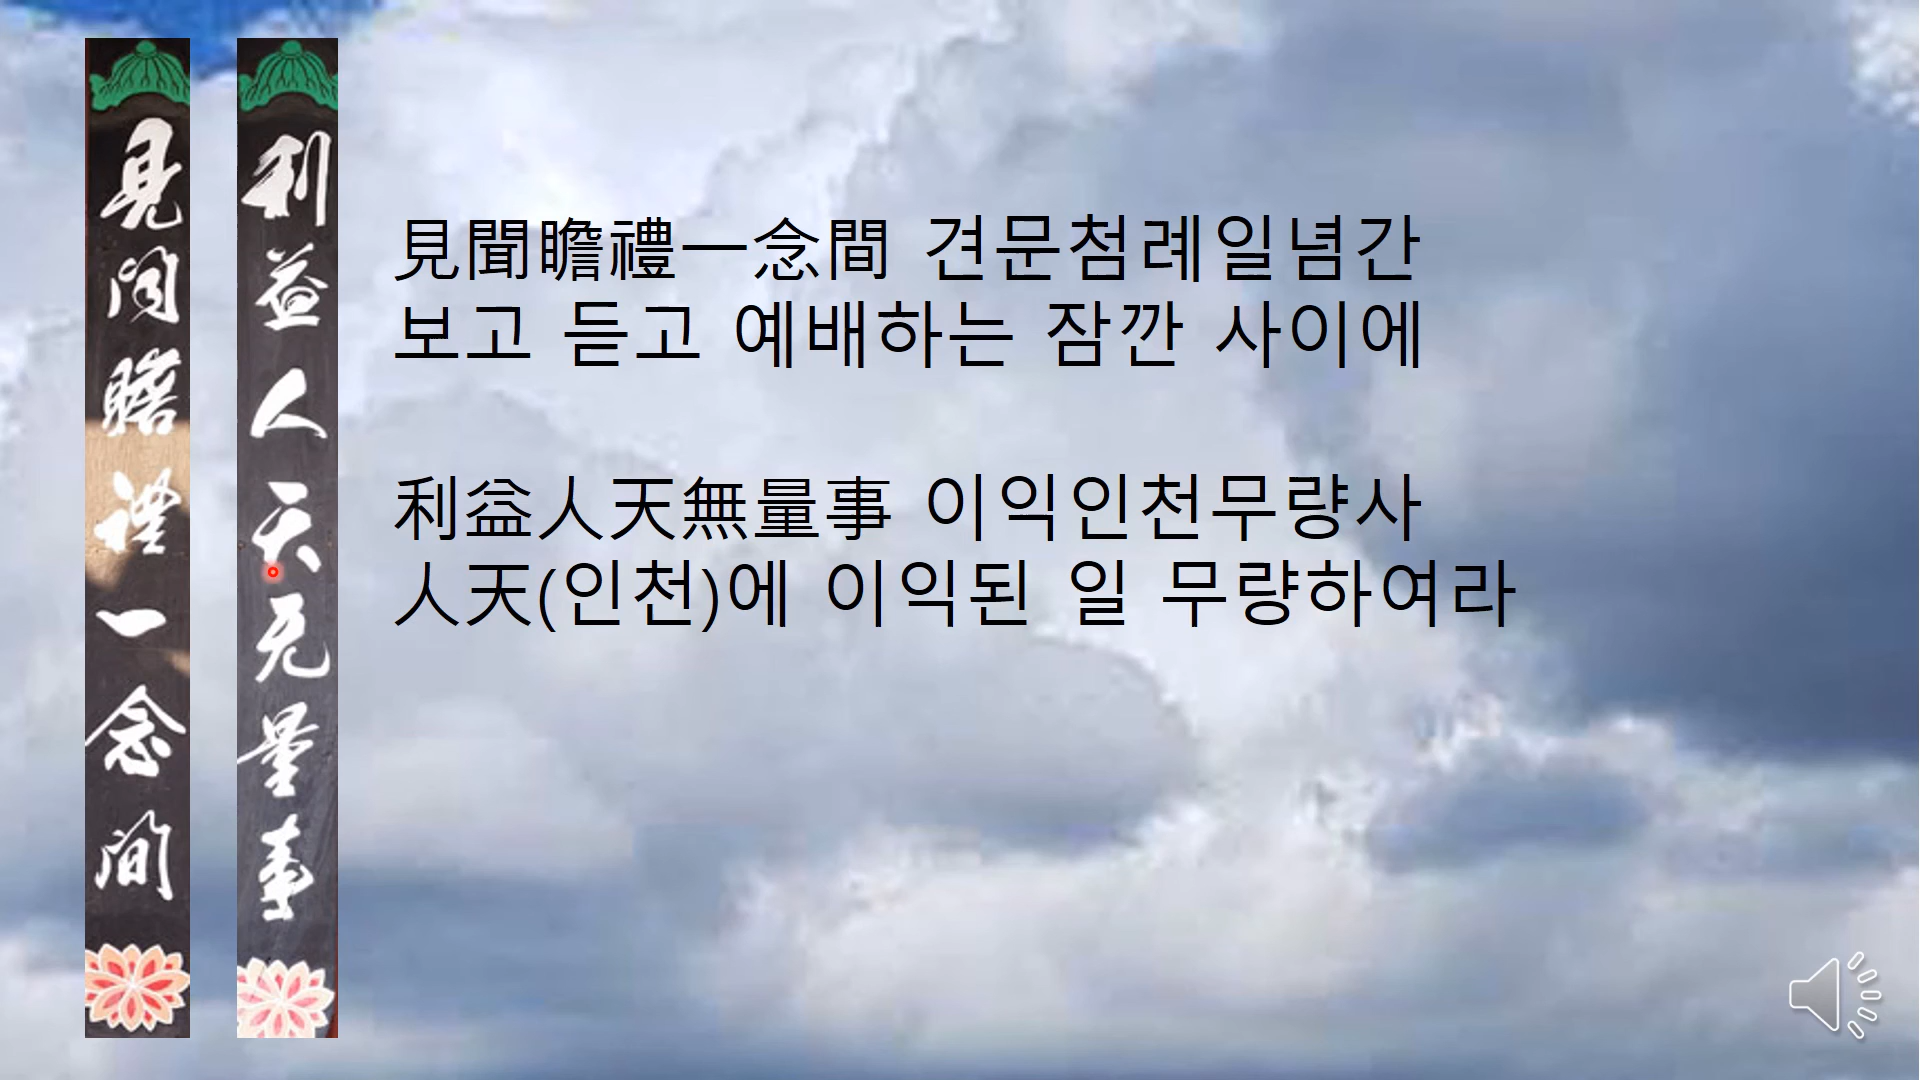 見聞瞻禮一念間
利益人天无量事
見聞瞻禮一念間 견문첨례일념간
보고 듣고 예배하는 잠깐 사이에
利益人天無量事 이익인천무량사
人天(인천)에 이익된 일 무량하여라